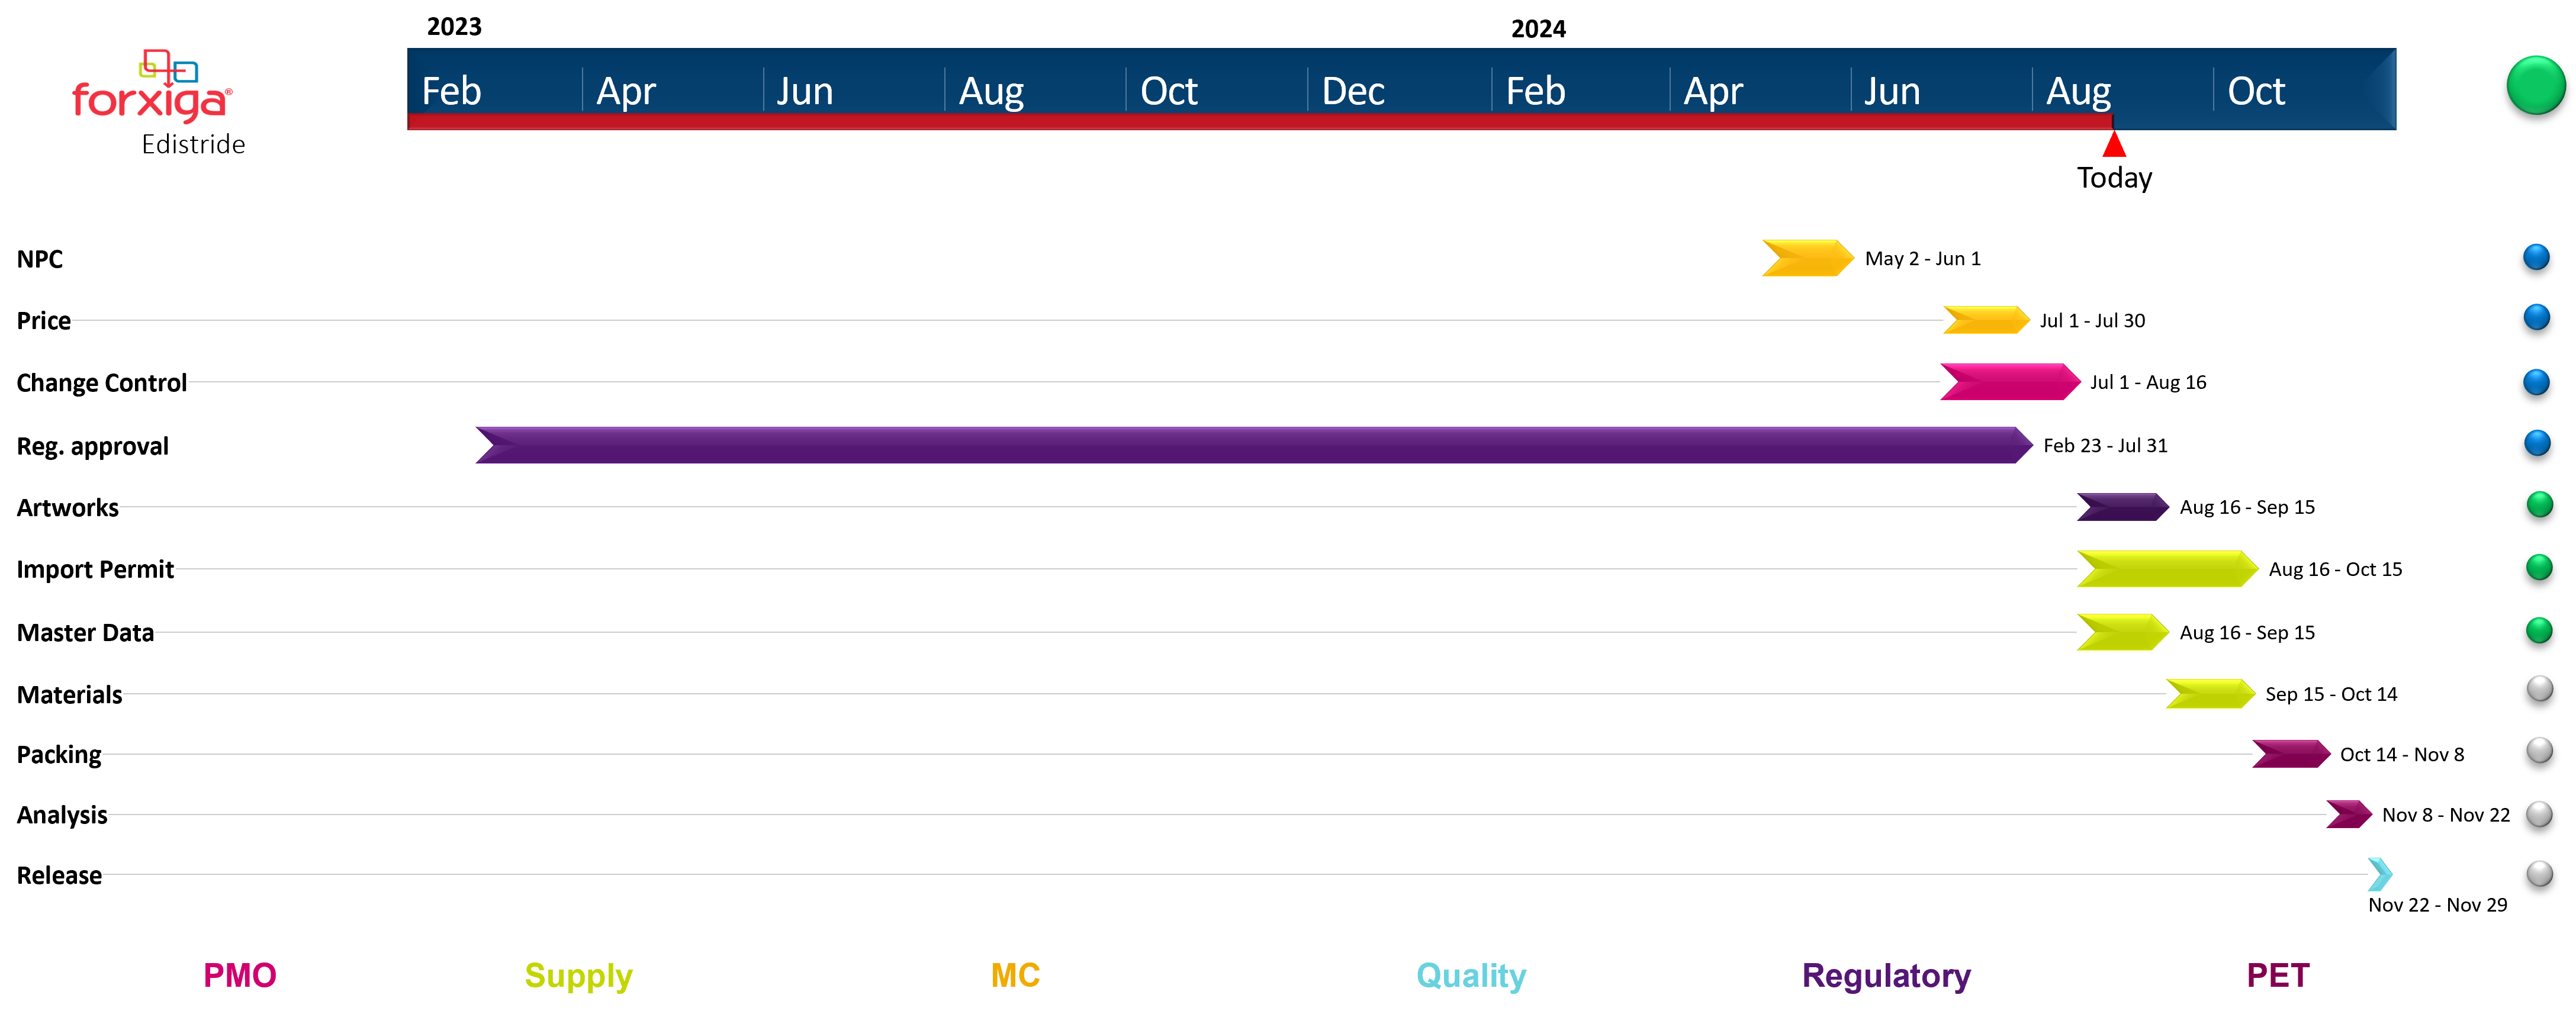 2023 2024
Feb Apr Jun Aug Oct Dec Feb Apr Jun Aug Oct
forxiga®
Edistride
Today
NPC May 2 - Jun 1
Price Jul 1 - Jul 30
Change Control Jul 1 - Aug 16
Reg. approval Feb 23 - Jul 31
Artworks Aug 16 - Sep 15
Import Permit Aug 16 - Oct 15
Master Data Aug 16 - Sep 15
Materials Sep 15 - Oct 14
Packing Oct 14 - Nov 8
Analysis Nov 8 - Nov 22
Release
Nov 22 - Nov 29
PMO Supply MC Quality Regulatory PET